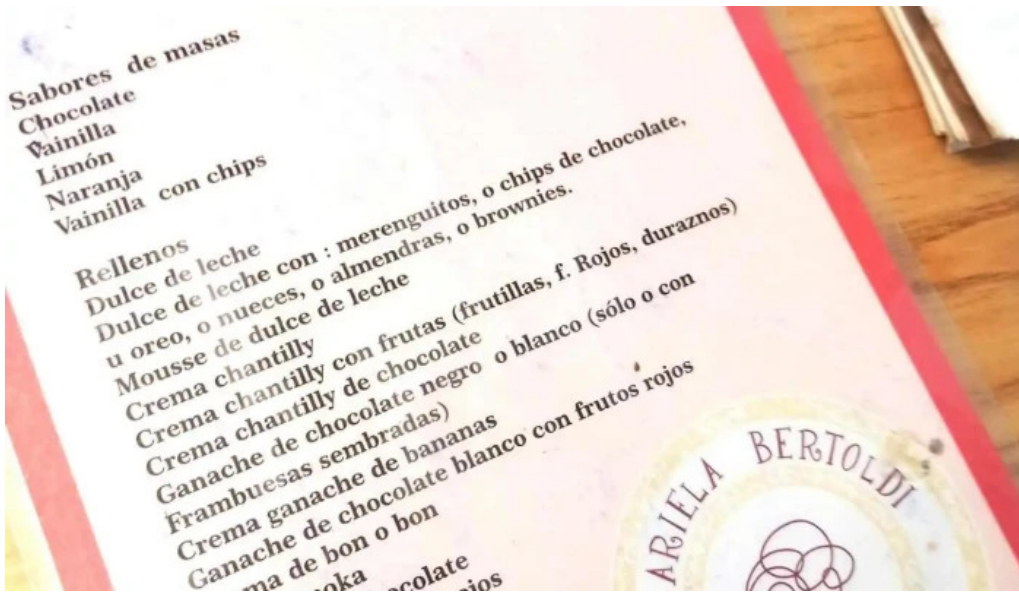 Sabores de masas
Chocolate
Vainilla
Limón
Naranja
Vainilla con chips
Rellenos
Dulce de leche
Dulce de leche con : merenguitos, o chips de chocolate,
u oreo, o nueces, o almendras, o brownies.
Mousse de dulce de leche
Crema chantilly
Crema chantilly con frutas (frutillas, f. Rojos, duraznos)
Crema chantilly de chocolate
Ganache de chocolate negro o blanco (sólo o con
Frambuesas sembradas)
Crema ganache de bananas
Ganache de chocolate blanco con frutos rojos
de bon o bon
ARIELA BERTOLDI